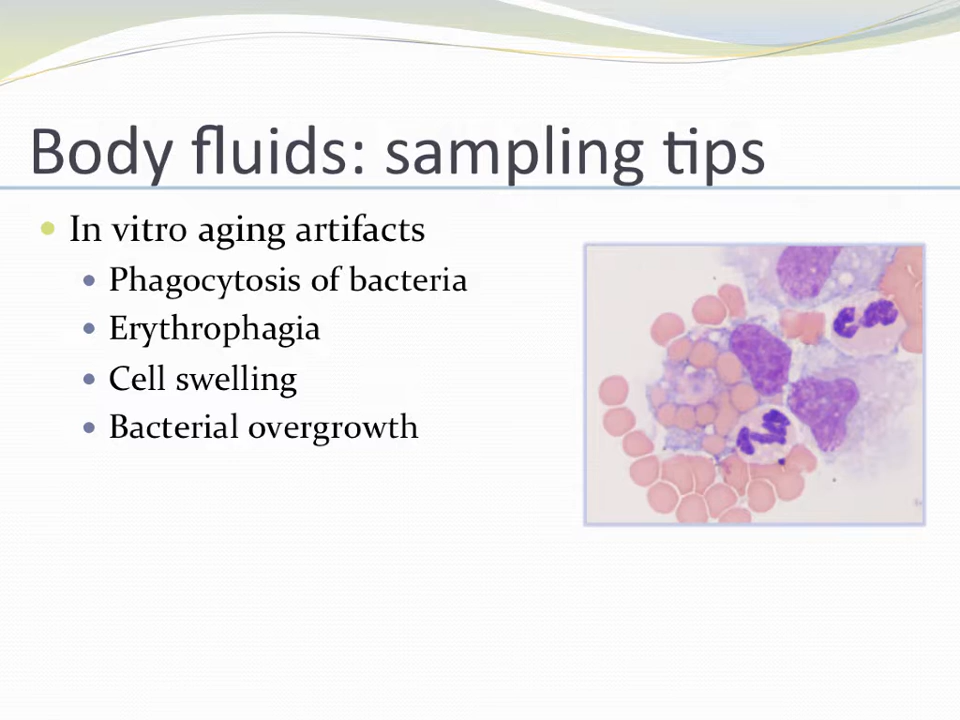 Body fluids: sampling tips
In vitro aging artifacts
Phagocytosis of bacteria
Erythrophagia
Cell swelling
Bacterial overgrowth